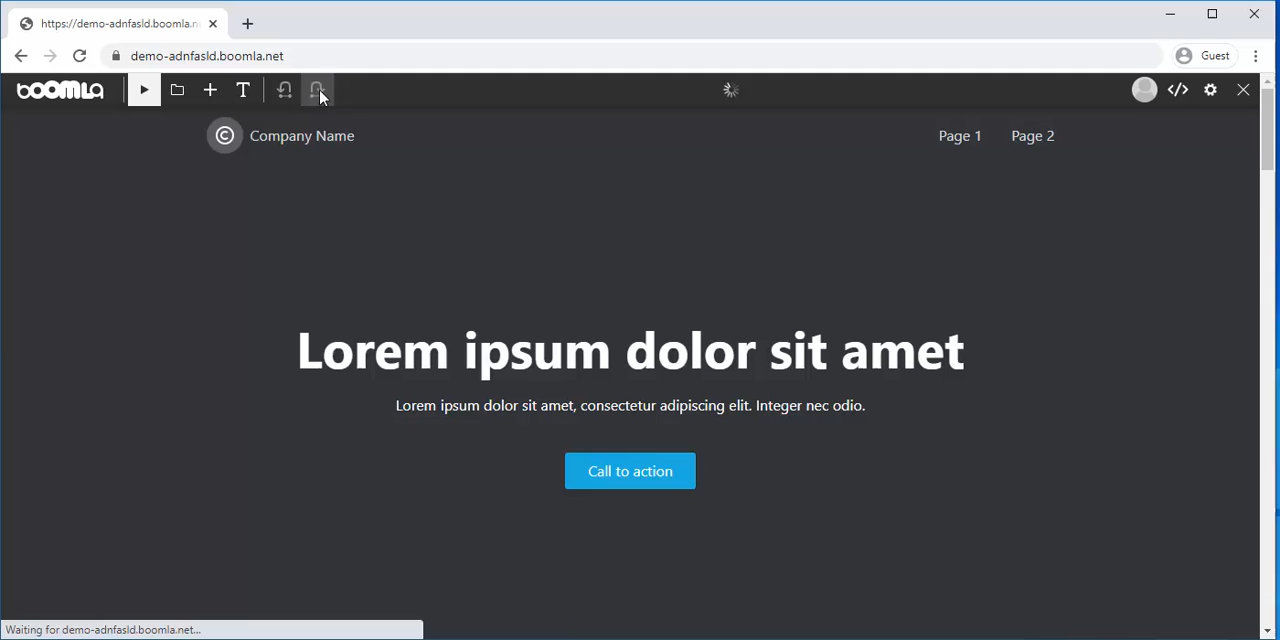 https://demo-adnfasld.boomla.n
demo-adnfasld.boomla.net
Guest
boomla
T
Company Name
Page 1
Page 2
Lorem ipsum dolor sit amet
Lorem ipsum dolor sit amet, consectetur adipiscing elit. Integer nec odio.
Call to action
Waiting for demo-adnfasld.boomla.net...